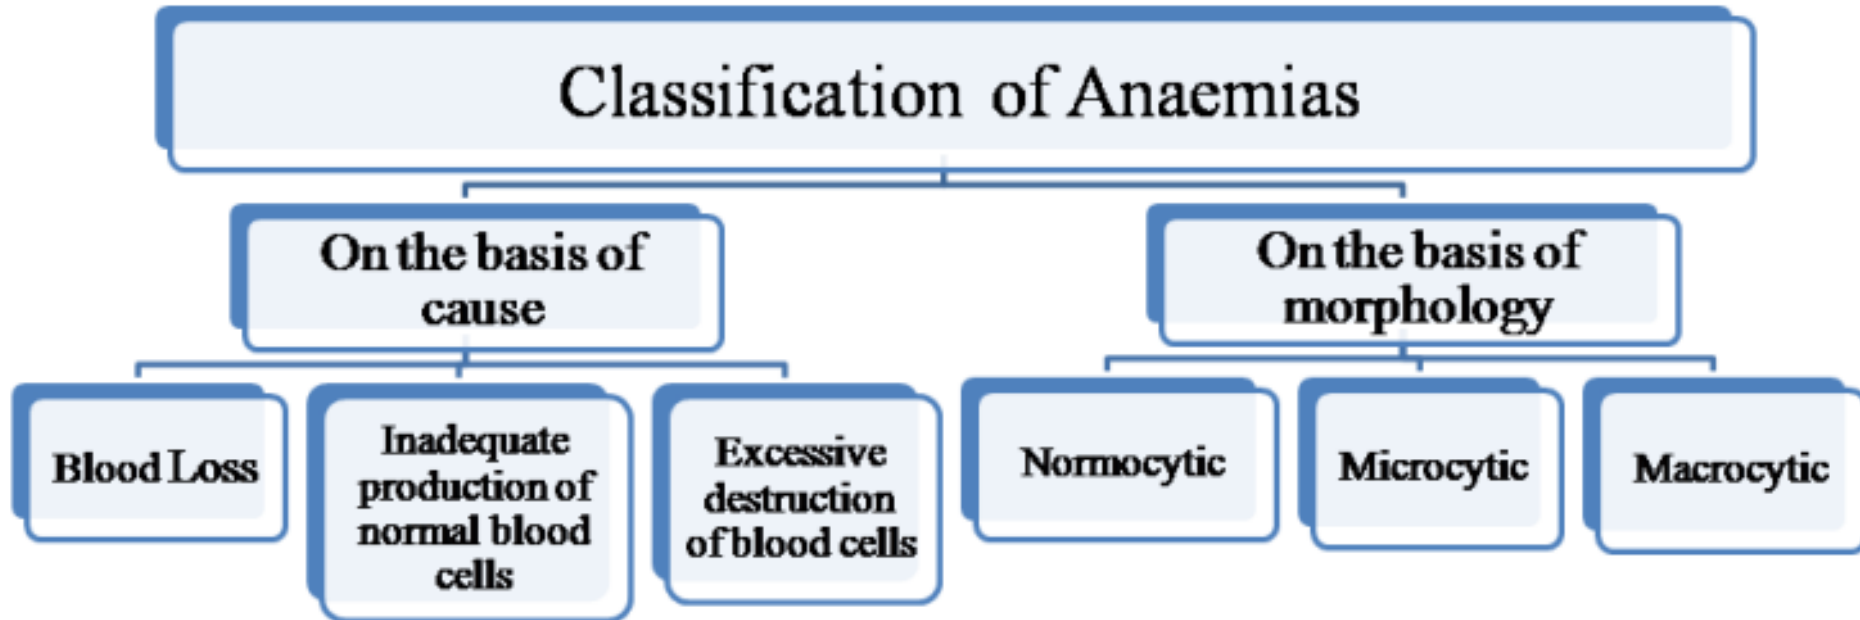 Classification of Anaemias
On the basis of
cause
On the basis of
morphology
Blood Loss
Inadequate
production of
normal blood
cells
Excessive
destruction
of blood cells
Normocytic
Microcytic
Macrocytic